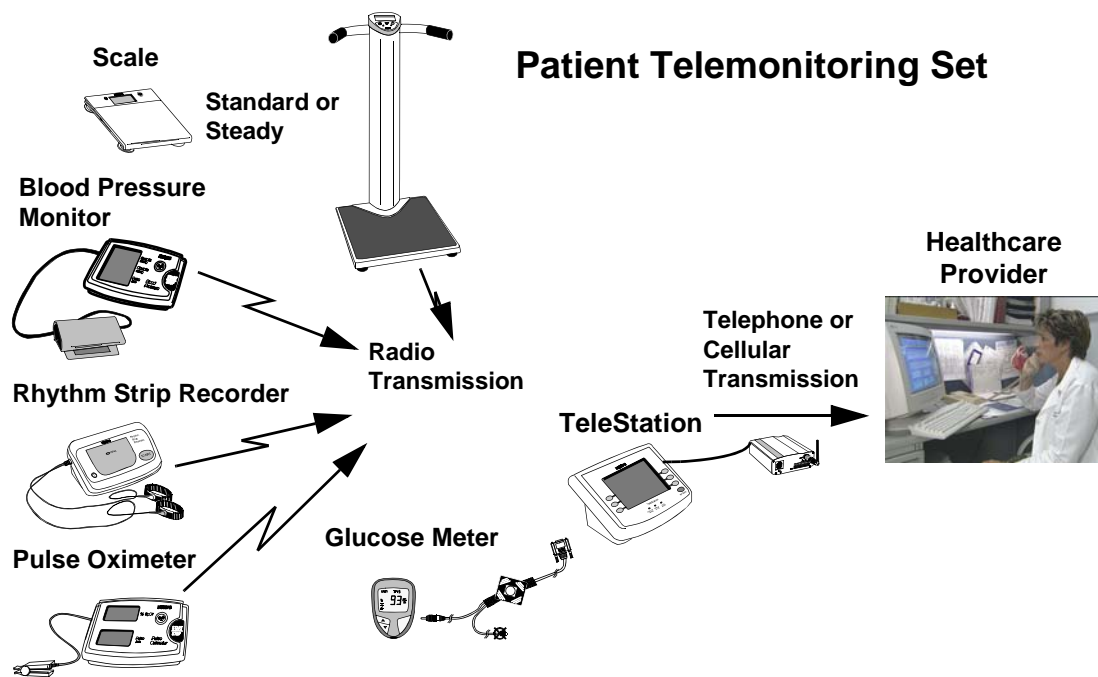 Patient Telemonitoring Set
Scale
Standard or
Steady
Blood Pressure
Monitor
Rhythm Strip Recorder
Pulse Oximeter
Radio
Transmission
Glucose Meter
93
TeleStation
Telephone or
Cellular
Transmission
Healthcare
Provider